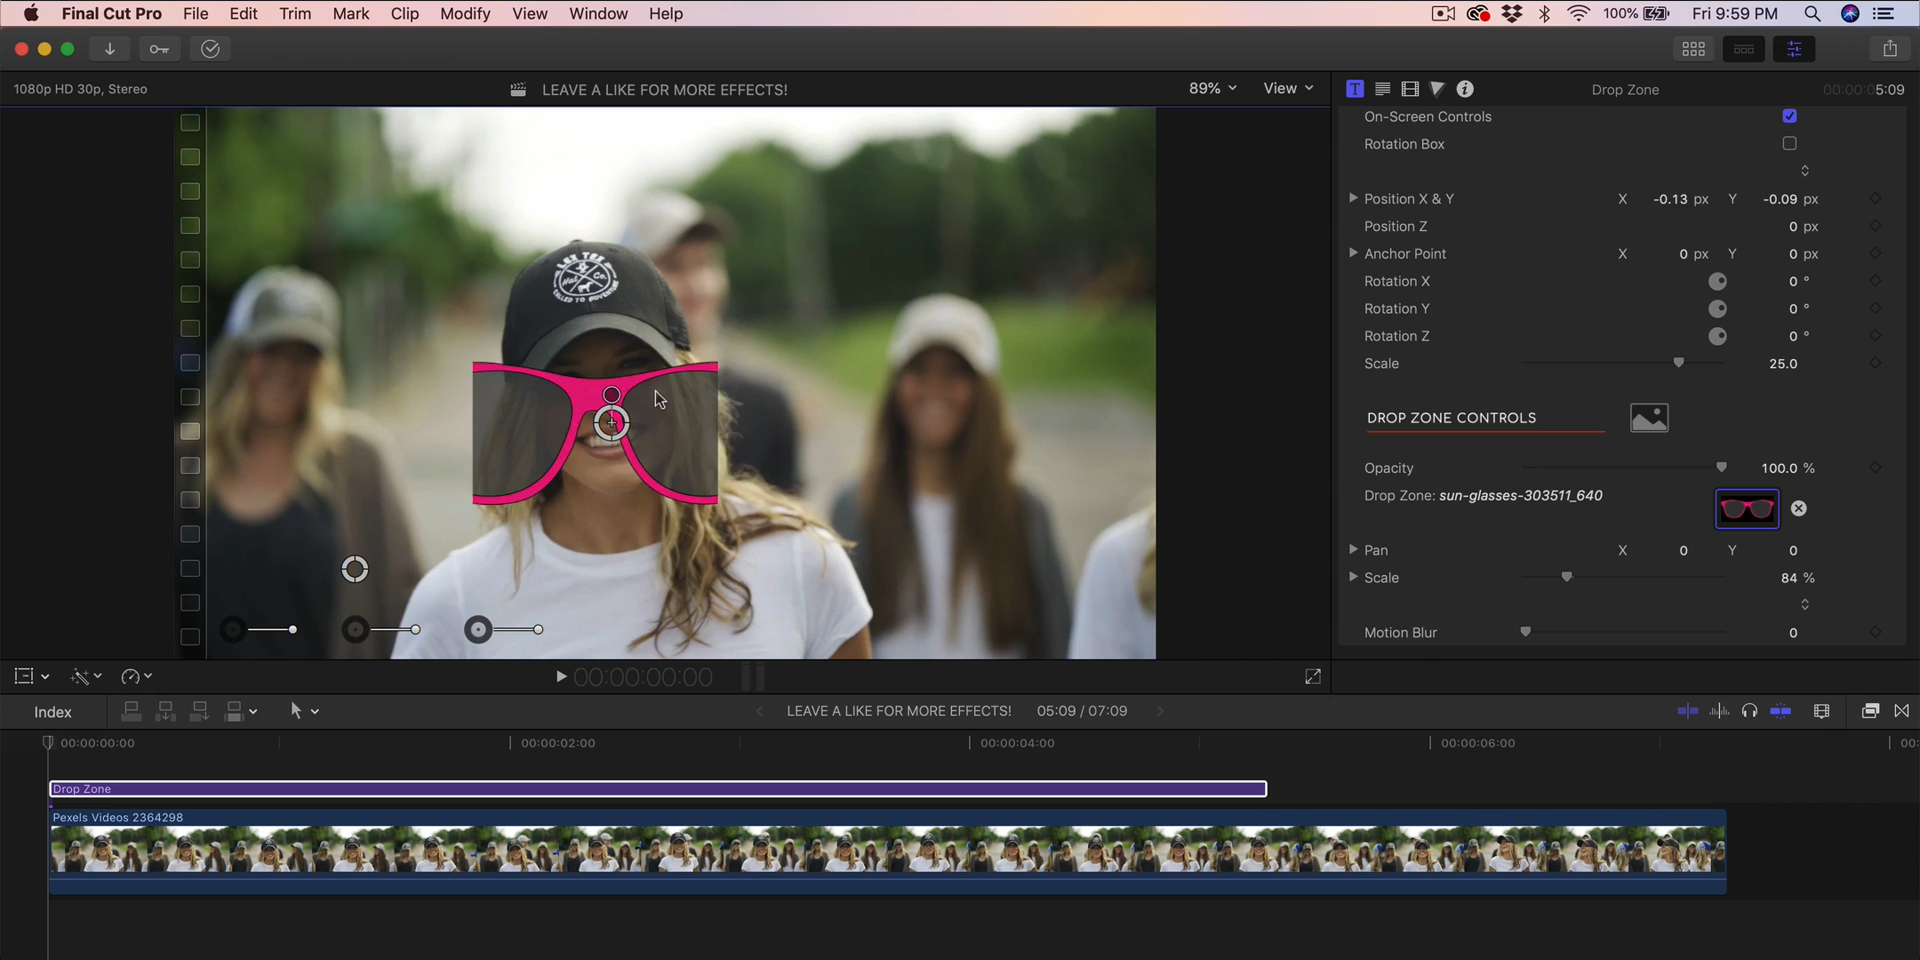 Final Cut Pro File Edit Trim Mark Clip Modify View Window Help 100% Fri 9:59 PM
1080p HD 30p, Stereo LEAVE A LIKE FOR MORE EFFECTS! 89% View T Drop Zone 00:00:05:09
On-Screen Controls
Rotation Box
Position X & Y X -0.13 px Y -0.09 px
Position Z 0 px
Anchor Point X 0 px Y 0 px
Rotation X 0 °
Rotation Y 0 °
Rotation Z 0 °
Scale 25.0
DROP ZONE CONTROLS
Opacity 100.0 %
Drop Zone: sun-glasses-303511_640
Pan X 0 Y 0
Scale 84 %
Motion Blur 0
CALLED TO ADVENTURE
00:00:00:00
Index LEAVE A LIKE FOR MORE EFFECTS! 05:09 / 07:09
00:00:00:00 00:00:02:00 00:00:04:00 00:00:06:00 00:
Drop Zone
Pexels Videos 2364298